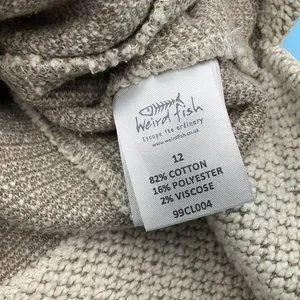 weird fish
Escape the ordinary
www.weirdfish.co.uk
12
82% COTTON
16% POLYESTER
2% VISCOSE
99CL004